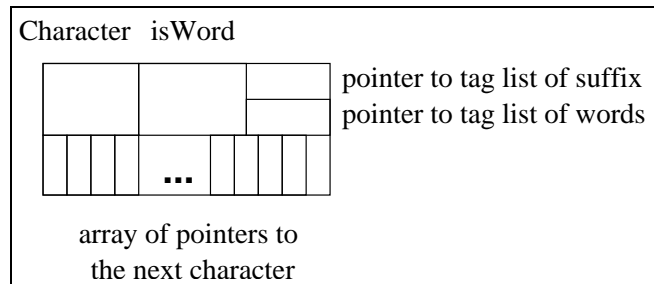 Character isWord
pointer to tag list of suffix
pointer to tag list of words
...
array of pointers to
the next character